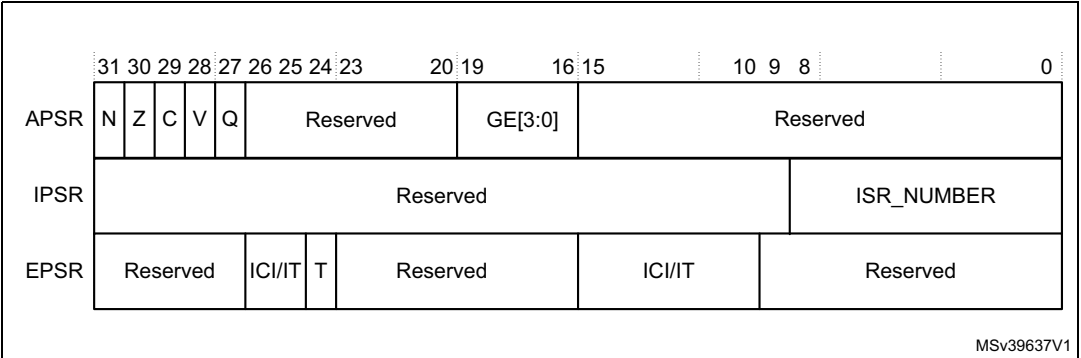 31 30 29 28 27 26 25 24 23 20 19 16 15 10 9 8 0
APSR N Z C V Q Reserved GE[3:0] Reserved
IPSR Reserved ISR_NUMBER
EPSR Reserved ICI/IT T Reserved ICI/IT Reserved
MSv39637V1